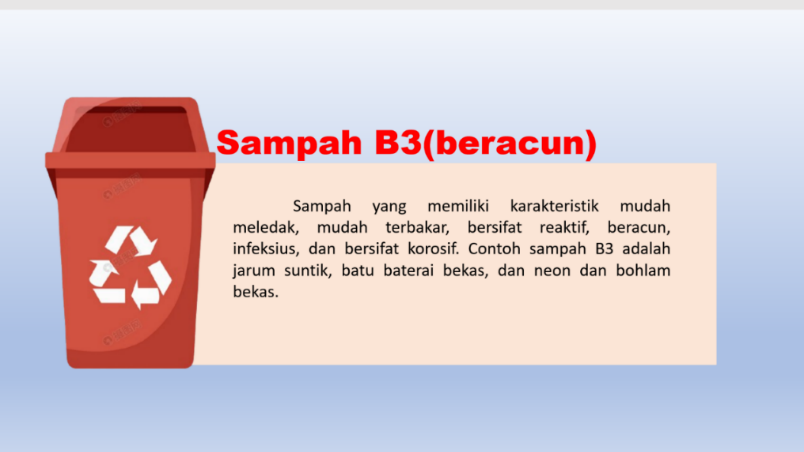 Sampah B3(beracun)
Sampah yang memiliki karakteristik mudah
meledak, mudah terbakar, bersifat reaktif, beracun,
infeksius, dan bersifat korosif. Contoh sampah B3 adalah
jarum suntik, batu baterai bekas, dan neon dan bohlam
bekas.